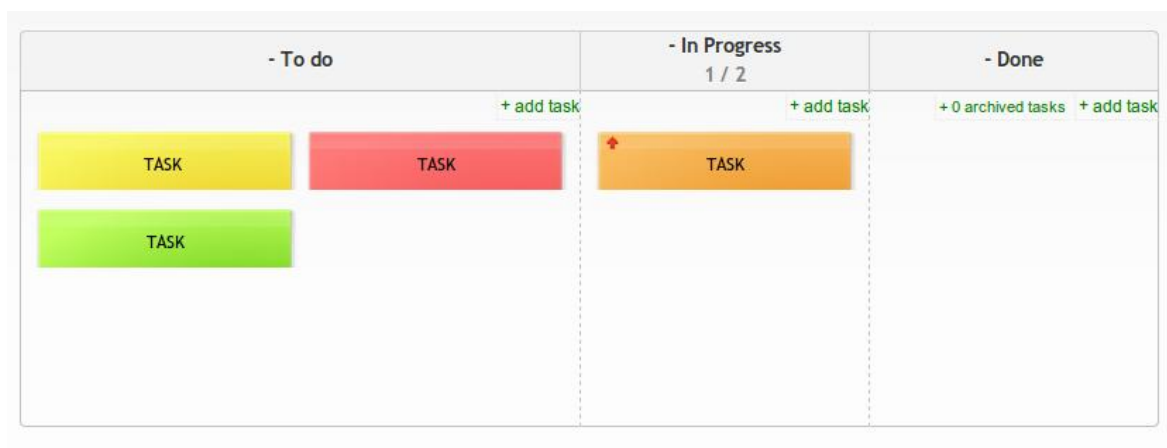 - To do
- In Progress
1 / 2
- Done
+ add task
+ add task
+ 0 archived tasks + add task
TASK
TASK
TASK
TASK